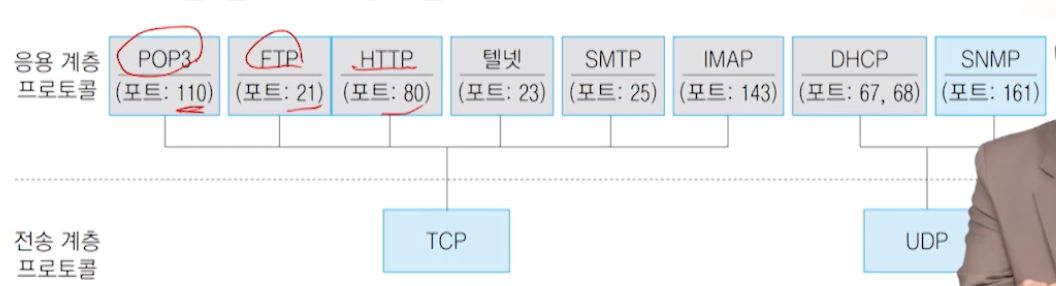 응용 계층
프로토콜
POP3
(포트: 110)
FTP
(포트: 21)
HTTP
(포트: 80)
텔넷
(포트: 23)
SMTP
(포트: 25)
IMAP
(포트: 143)
DHCP
(포트: 67, 68)
SNMP
(포트: 161)
전송 계층
프로토콜
TCP
UDP